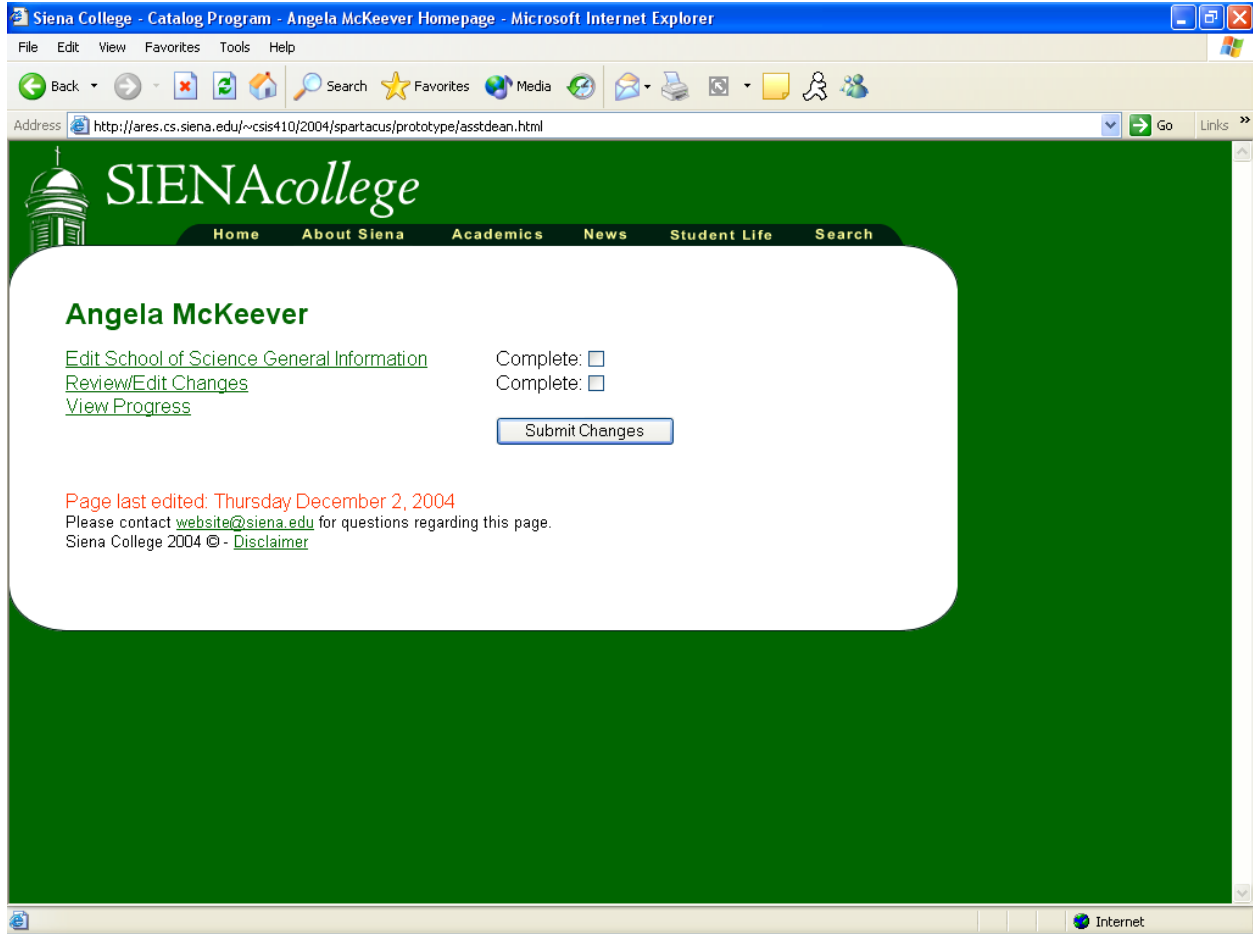 Siena College - Catalog Program - Angela McKeever Homepage - Microsoft Internet Explorer
File Edit View Favorites Tools Help
Back Search Favorites Media
Address http://ares.cs.siena.edu/~csis410/2004/spartacus/prototype/asstdean.html Go Links »
SIENAcollege
Home About Siena Academics News Student Life Search
Angela McKeever
Edit School of Science General Information Complete:
Review/Edit Changes Complete:
View Progress
Submit Changes
Page last edited: Thursday December 2, 2004
Please contact website@siena.edu for questions regarding this page.
Siena College 2004 © - Disclaimer
Internet